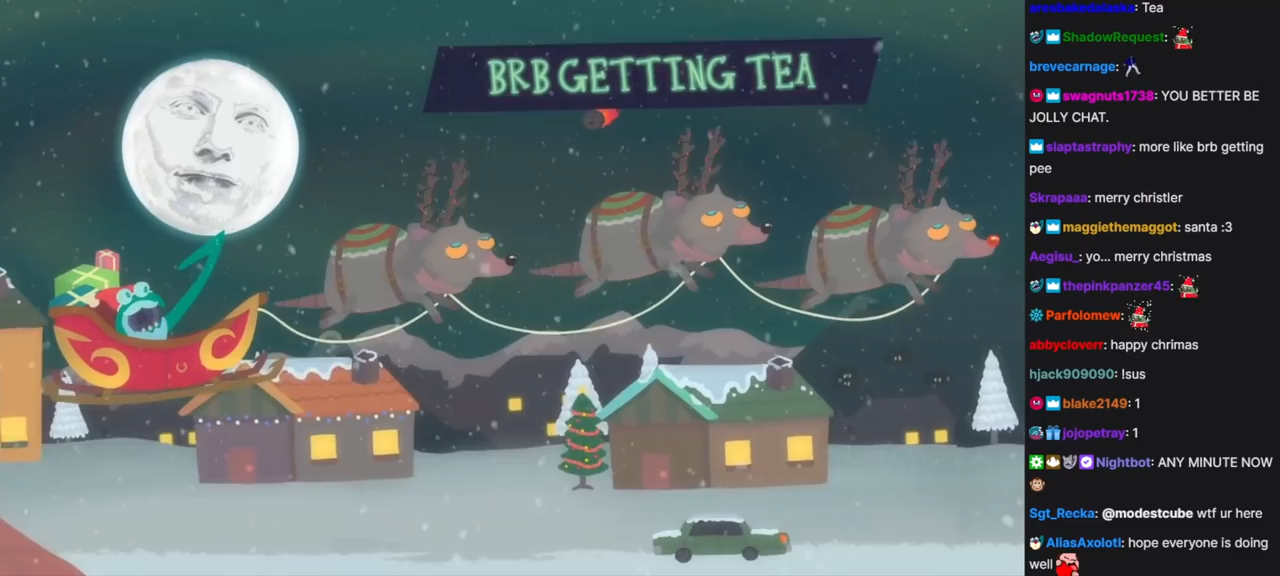 BRB GETTING TEA
aresbakedalaska: Tea
ShadowRequest:
brevecarnage:
swagnuts1738: YOU BETTER BE
JOLLY CHAT.
slaptastraphy: more like brb getting
pee
Skrapaaa: merry christler
maggiethemaggot: santa :3
Aegisu_: yo... merry christmas
thepinkpanzer45:
Parfolomew:
abbycloverr: happy chrimas
hjack909090: !sus
blake2149: 1
jojopetray: 1
Nightbot: ANY MINUTE NOW
Sgt_Recka: @modestcube wtf ur here
AliasAxolotl: hope everyone is doing
well